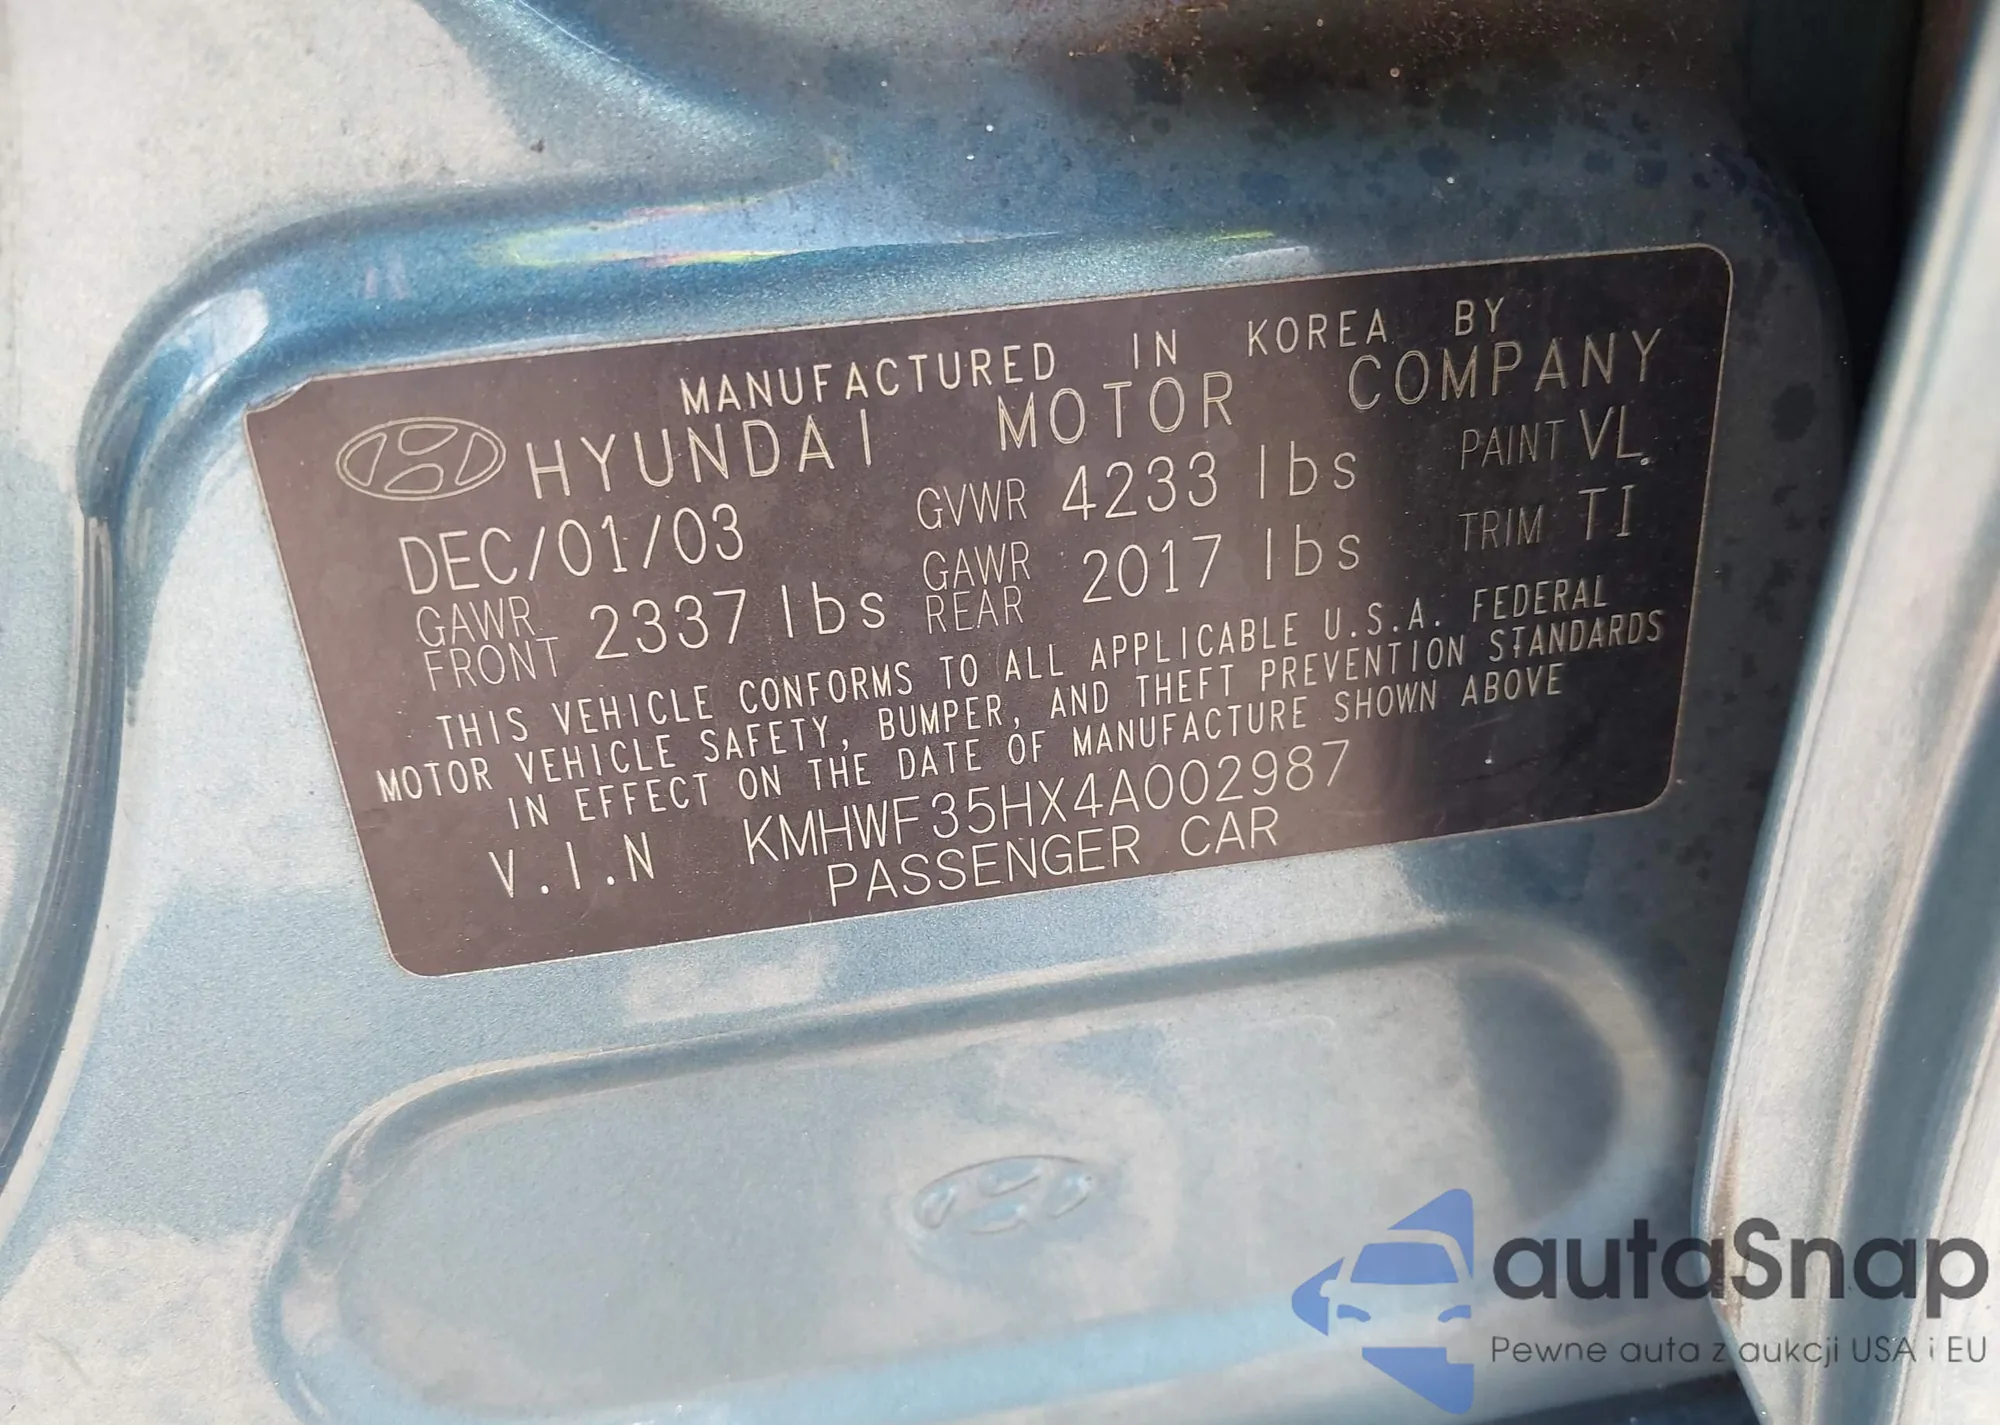 MANUFACTURED IN KOREA BY
HYUNDAI MOTOR COMPANY
DEC/01/03 GVWR 4233 lbs PAINT VL
GAWR FRONT 2337 lbs GAWR REAR 2017 lbs TRIM TI
THIS VEHICLE CONFORMS TO ALL APPLICABLE U.S.A. FEDERAL
MOTOR VEHICLE SAFETY, BUMPER, AND THEFT PREVENTION STANDARDS
IN EFFECT ON THE DATE OF MANUFACTURE SHOWN ABOVE
V.I.N KMHWF35HX4A002987
PASSENGER CAR
autaSnap
Pewne auta z aukcji USA i EU